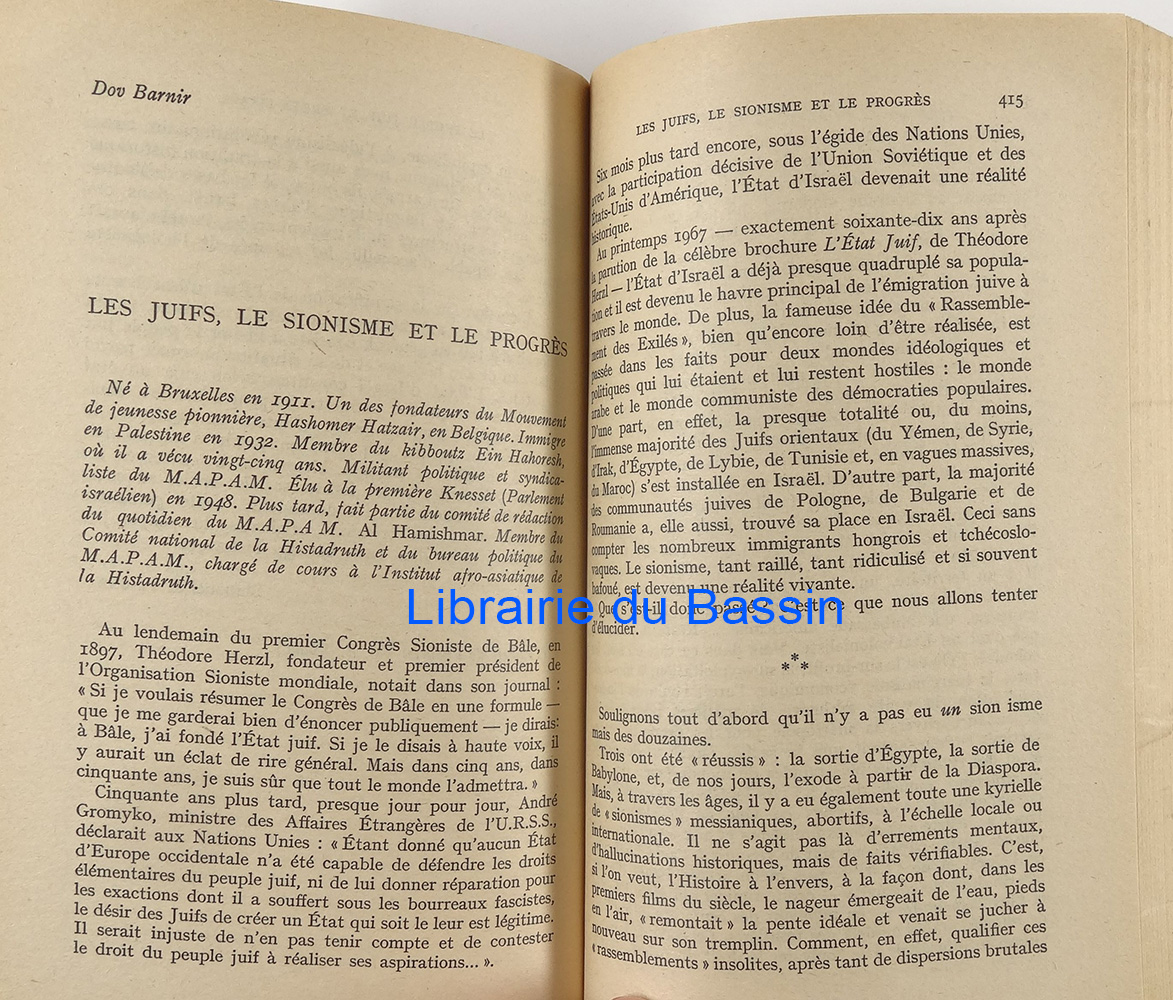 Dov Barnir
LES JUIFS, LE SIONISME ET LE PROGRÈS
Né à Bruxelles en 1911. Un des fondateurs du Mouvement
de jeunesse pionnière, Hashomer Hatzair, en Belgique. Immigre
en Palestine en 1932. Membre du kibboutz Ein Hahoresh,
où il a vécu vingt-cinq ans. Militant politique et syndica-
liste du M.A.P.A.M. Élu à la première Knesset (Parlement
israélien) en 1948. Plus tard, fait partie du comité de rédaction
du quotidien du M.A.P.A.M. Al Hamishmar. Membre du
Comité national de la Histadruth et du bureau politique du
M.A.P.A.M., chargé de cours à l'Institut afro-asiatique de
la Histadruth.
Au lendemain du premier Congrès Sioniste de Bâle, en
1897, Théodore Herzl, fondateur et premier président de
l'Organisation Sioniste mondiale, notait dans son journal :
« Si je voulais résumer le Congrès de Bâle en une formule —
que je me garderai bien d'énoncer publiquement — je dirais:
à Bâle, j'ai fondé l'État juif. Si je le disais à haute voix, il
y aurait un éclat de rire général. Mais dans cinq ans, dans
cinquante ans, je suis sûr que tout le monde l'admettra. »
Cinquante ans plus tard, presque jour pour jour, André
Gromyko, ministre des Affaires Étrangères de l'U.R.S.S.,
déclarait aux Nations Unies : « Étant donné qu'aucun État
d'Europe occidentale n'a été capable de défendre les droits
élémentaires du peuple juif, ni de lui donner réparation pour
les exactions dont il a souffert sous les bourreaux fascistes,
le désir des Juifs de créer un État qui soit le leur est légitime.
Il serait injuste de n'en pas tenir compte et de contester
le droit du peuple juif à réaliser ses aspirations... ».
LES JUIFS, LE SIONISME ET LE PROGRÈS 415
Six mois plus tard encore, sous l'égide des Nations Unies,
avec la participation décisive de l'Union Soviétique et des
États-Unis d'Amérique, l'État d'Israël devenait une réalité
historique.
Au printemps 1967 — exactement soixante-dix ans après
la parution de la célèbre brochure L'État Juif, de Théodore
Herzl — l'État d'Israël a déjà presque quadruplé sa popula-
tion et il est devenu le havre principal de l'émigration juive à
travers le monde. De plus, la fameuse idée du « Rassemble-
ment des Exilés », bien qu'encore loin d'être réalisée, est
passée dans les faits pour deux mondes idéologiques et
politiques qui lui étaient et lui restent hostiles : le monde
arabe et le monde communiste des démocraties populaires.
D'une part, en effet, la presque totalité ou, du moins,
l'immense majorité des Juifs orientaux (du Yémen, de Syrie,
d'Irak, d'Égypte, de Lybie, de Tunisie et, en vagues massives,
du Maroc) s'est installée en Israël. D'autre part, la majorité
des communautés juives de Pologne, de Bulgarie et de
Roumanie a, elle aussi, trouvé sa place en Israël. Ceci sans
compter les nombreux immigrants hongrois et tchécoslo-
vaques. Le sionisme, tant raillé, tant ridiculisé et si souvent
bafoué, est devenu une réalité vivante.
Que s'est-il donc passé ? C'est ce que nous allons tenter
d'élucider.
Librairie du Bassin
***
Soulignons tout d'abord qu'il n'y a pas eu un sion isme
mais des douzaines.
Trois ont été « réussis » : la sortie d'Égypte, la sortie de
Babylone, et, de nos jours, l'exode à partir de la Diaspora.
Mais, à travers les âges, il y a eu également toute une kyrielle
de « sionismes » messianiques, abortifs, à l'échelle locale ou
internationale. Il ne s'agit pas là d'errements mentaux,
d'hallucinations historiques, mais de faits vérifiables. C'est,
si l'on veut, l'Histoire à l'envers, à la façon dont, dans les
premiers films du siècle, le nageur émergeait de l'eau, pieds
en l'air, « remontait » la pente idéale et venait se jucher à
nouveau sur son tremplin. Comment, en effet, qualifier ces
« rassemblements » insolites, après tant de dispersions brutales